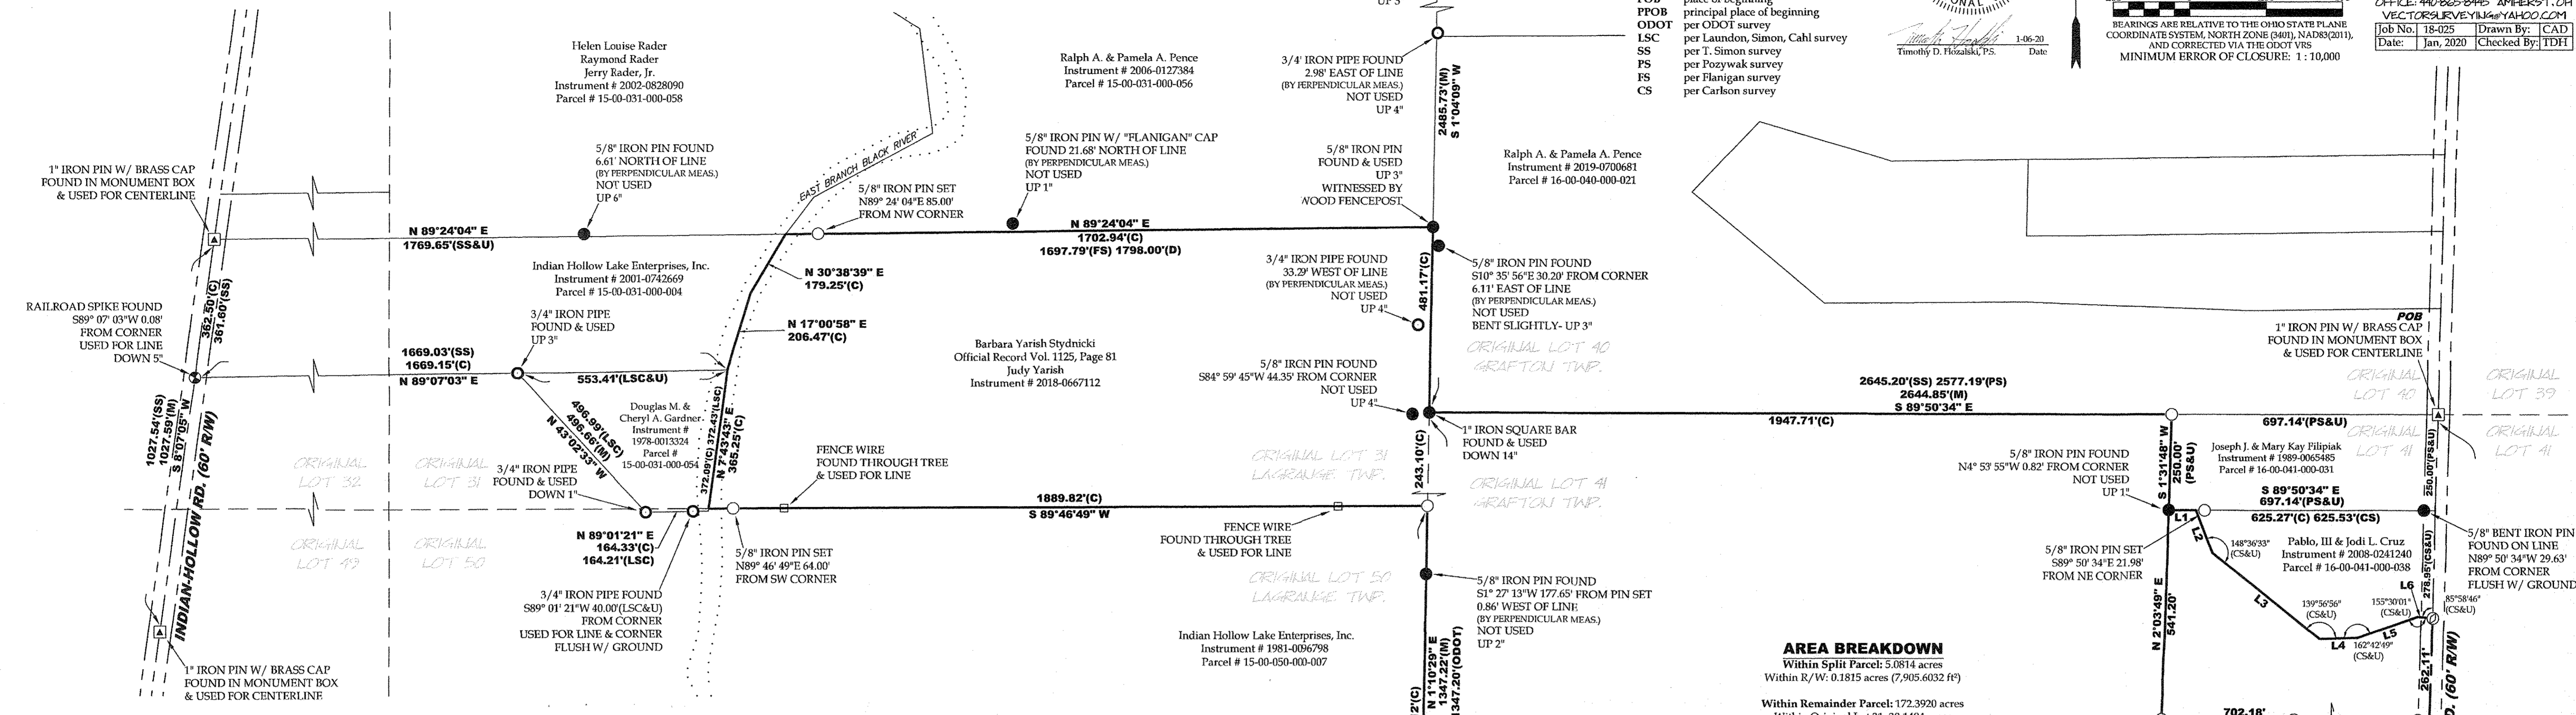 Helen Louise Rader
Raymond Rader
Jerry Rader, Jr.
Instrument # 2002-0828090
Parcel # 15-00-031-000-058
Ralph A. & Pamela A. Pence
Instrument # 2006-0127384
Parcel # 15-00-031-000-056
3/4' IRON PIPE FOUND
2.98' EAST OF LINE
(BY PERPENDICULAR MEAS.)
NOT USED
UP 4"
2485.73'(M)
S 1°04'09" W
PPOB principal place of beginning
ODOT per ODOT survey
LSC per Laundon, Simon, Cahl survey
SS per T. Simon survey
PS per Pozywak survey
FS per Flanigan survey
CS per Carlson survey
1-06-20
Timothy D. Hozalski, P.S. Date
BEARINGS ARE RELATIVE TO THE OHIO STATE PLANE
COORDINATE SYSTEM, NORTH ZONE (3401), NAD83(2011),
AND CORRECTED VIA THE ODOT VRS
MINIMUM ERROR OF CLOSURE: 1 : 10,000
OFFICE: 440-865-8445 AMHERST, OH
VECTORSURVEYING@YAHOO.COM
Job No. 18-025 Drawn By: CAD
Date: Jan, 2020 Checked By: TDH
1" IRON PIN W/ BRASS CAP
FOUND IN MONUMENT BOX
& USED FOR CENTERLINE
5/8" IRON PIN FOUND
6.61' NORTH OF LINE
(BY PERPENDICULAR MEAS.)
NOT USED
UP 6"
EAST BRANCH BLACK RIVER
5/8" IRON PIN SET
N89° 24' 04"E 85.00'
FROM NW CORNER
5/8" IRON PIN W/ "FLANIGAN" CAP
FOUND 21.68' NORTH OF LINE
(BY PERPENDICULAR MEAS.)
NOT USED
UP 1"
5/8" IRON PIN
FOUND & USED
UP 3"
WITNESSED BY
WOOD FENCEPOST
Ralph A. & Pamela A. Pence
Instrument # 2019-0700681
Parcel # 16-00-040-000-021
N 89°24'04" E
1769.65'(SS&U)
N 89°24'04" E
1702.94'(C)
1697.79'(FS) 1798.00'(D)
Indian Hollow Lake Enterprises, Inc.
Instrument # 2001-0742669
Parcel # 15-00-031-000-004
N 30°38'39" E
179.25'(C)
3/4" IRON PIPE FOUND
33.29' WEST OF LINE
(BY PERPENDICULAR MEAS.)
NOT USED
UP 4"
481.17'(C)
5/8" IRON PIN FOUND
S10° 35' 56"E 30.20' FROM CORNER
6.11' EAST OF LINE
(BY PERPENDICULAR MEAS.)
NOT USED
BENT SLIGHTLY- UP 3"
RAILROAD SPIKE FOUND
S89° 07' 03"W 0.08'
FROM CORNER
USED FOR LINE
DOWN 5"
362.50'(C)
361.60'(SS)
3/4" IRON PIPE
FOUND & USED
UP 3"
N 17°00'58" E
206.47'(C)
Barbara Yarish Stydnicki
Official Record Vol. 1125, Page 81
Judy Yarish
Instrument # 2018-0667112
ORIGINAL LOT 40
GRAFTON TWP.
POB
1" IRON PIN W/ BRASS CAP
FOUND IN MONUMENT BOX
& USED FOR CENTERLINE
1669.03'(SS)
1669.15'(C)
N 89°07'03" E
553.41'(LSC&U)
5/8" IRCN PIN FOUND
S84° 59' 45"W 44.35' FROM CORNER
NOT USED
UP 4"
2645.20'(SS) 2577.19'(PS)
2644.85'(M)
S 89°50'34" E
1947.71'(C)
697.14'(PS&U)
ORIGINAL
LOT 40
ORIGINAL
LOT 39
1027.54'(SS)
1027.59'(M)
S 8°07'05" W
INDIAN-HOLLOW RD. (60' R/W)
496.99'(LSC)
496.66'(M)
N 43°02'33" W
Douglas M. &
Cheryl A. Gardner
Instrument #
1978-0013324
Parcel #
15-00-031-000-054
372.09'(C) 372.43'(LSC)
N 7°43'43" E
365.25'(C)
1" IRON SQUARE BAR
FOUND & USED
DOWN 14"
243.10'(C)
ORIGINAL
LOT 32
ORIGINAL
LOT 31
3/4" IRON PIPE
FOUND & USED
DOWN 1"
FENCE WIRE
FOUND THROUGH TREE
& USED FOR LINE
ORIGINAL LOT 31
LAGRANGE TWP.
ORIGINAL LOT 41
GRAFTON TWP.
5/8" IRON PIN FOUND
N4° 53' 55"W 0.82' FROM CORNER
NOT USED
UP 1"
S 1°31'48" W
250.00'
(PS&U)
Joseph J. & Mary Kay Filipiak
Instrument # 1989-0065485
Parcel # 16-00-041-000-031
250.00'(PS&U)
ORIGINAL
LOT 41
ORIGINAL
LOT 41
S 89°50'34" E
697.14'(PS&U)
625.27'(C) 625.53'(CS)
1889.82'(C)
S 89°46'49" W
N 89°01'21" E
164.33'(C)
164.21'(LSC)
5/8" IRON PIN SET
N89° 46' 49"E 64.00'
FROM SW CORNER
FENCE WIRE
FOUND THROUGH TREE
& USED FOR LINE
ORIGINAL
LOT 49
ORIGINAL
LOT 50
ORIGINAL LOT 50
LAGRANGE TWP.
3/4" IRON PIPE FOUND
S89° 01' 21"W 40.00'(LSC&U)
FROM CORNER
USED FOR LINE & CORNER
FLUSH W/ GROUND
5/8" IRON PIN FOUND
S1° 27' 13"W 177.65' FROM PIN SET
0.86' WEST OF LINE
(BY PERPENDICULAR MEAS.)
NOT USED
UP 2"
5/8" IRON PIN SET
S89° 50' 34"E 21.98'
FROM NE CORNER
L1
L2
148°36'33"
(CS&U)
Pablo, III & Jodi L. Cruz
Instrument # 2008-0241240
Parcel # 16-00-041-000-038
278.95'(CS&U)
5/8" BENT IRON PIN
FOUND ON LINE
N89° 50' 34"W 29.63'
FROM CORNER
FLUSH W/ GROUND
L3
139°56'56"
(CS&U)
155°30'01"
(CS&U)
L6
85°58'46"
(CS&U)
L4
162°42'49"
(CS&U)
L5
N 2°03'49" E
541.20'
262.11'
D. (60' R/W)
1" IRON PIN W/ BRASS CAP
FOUND IN MONUMENT BOX
& USED FOR CENTERLINE
Indian Hollow Lake Enterprises, Inc.
Instrument # 1981-0096798
Parcel # 15-00-050-000-007
N 1°10'29" E
1347.22'(M)
1347.20'(ODOT)
AREA BREAKDOWN
Within Split Parcel: 5.0814 acres
Within R/W: 0.1815 acres (7,905.6032 ft²)
Within Remainder Parcel: 172.3920 acres
702.18'